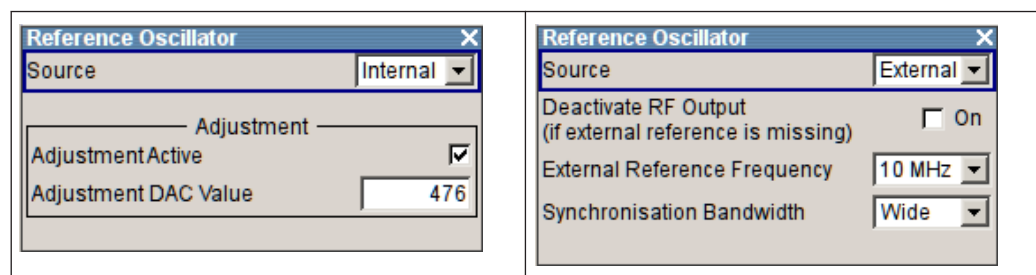 Reference Oscillator
Source Internal
Adjustment
Adjustment Active
Adjustment DAC Value 476
Reference Oscillator
Source External
Deactivate RF Output
(if external reference is missing) On
External Reference Frequency 10 MHz
Synchronisation Bandwidth Wide